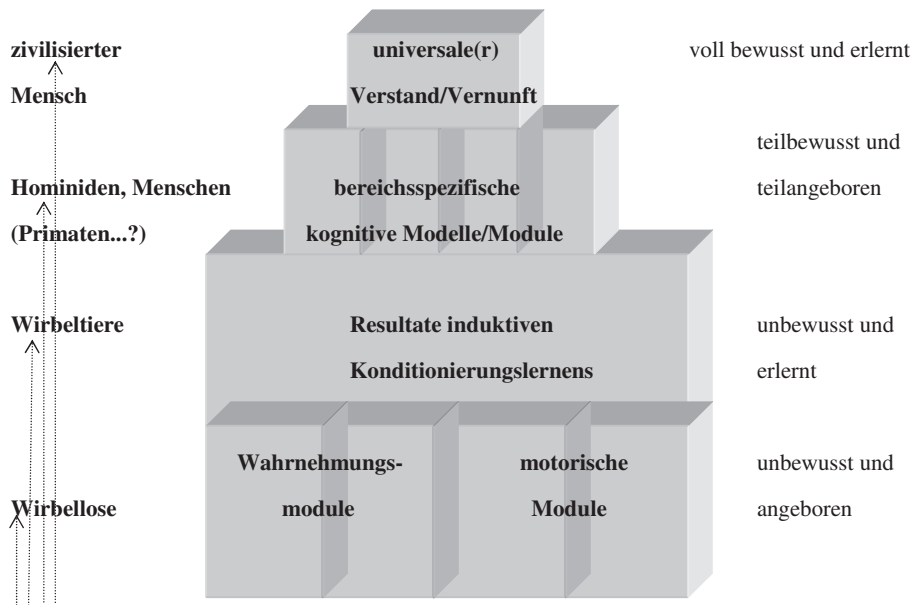 zivilisierter
Mensch
universale(r)
Verstand/Vernunft
voll bewusst und erlernt
Hominiden, Menschen
(Primaten...?)
bereichsspezifische
kognitive Modelle/Module
teilbewusst und
teilangeboren
Wirbeltiere
Resultate induktiven
Konditionierungslernens
unbewusst und
erlernt
Wirbellose
Wahrnehmungs-
module
motorische
Module
unbewusst und
angeboren